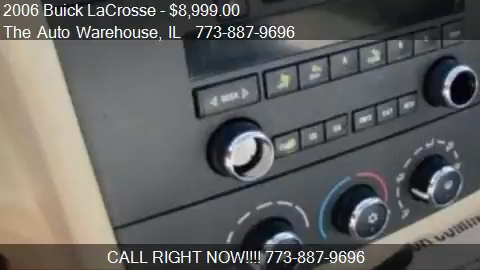 2006 Buick LaCrosse - $8,999.00
The Auto Warehouse, IL 773-887-9696
SEEK
CALL RIGHT NOW!!!! 773-887-9696